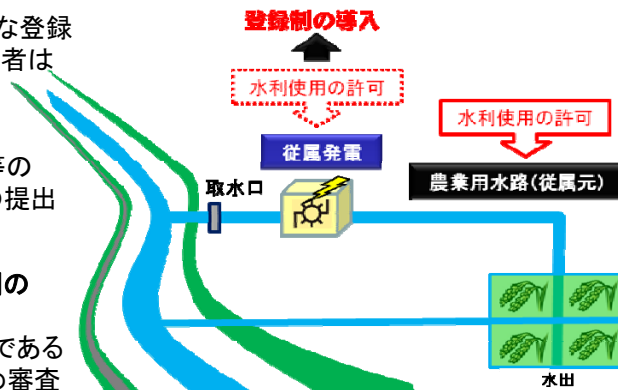 登録制の導入
な登録
者は
水利使用の許可
水利使用の許可
従属発電
等の
の提出
取水口
農業用水路(従属元)
別の
である
の審査
水田